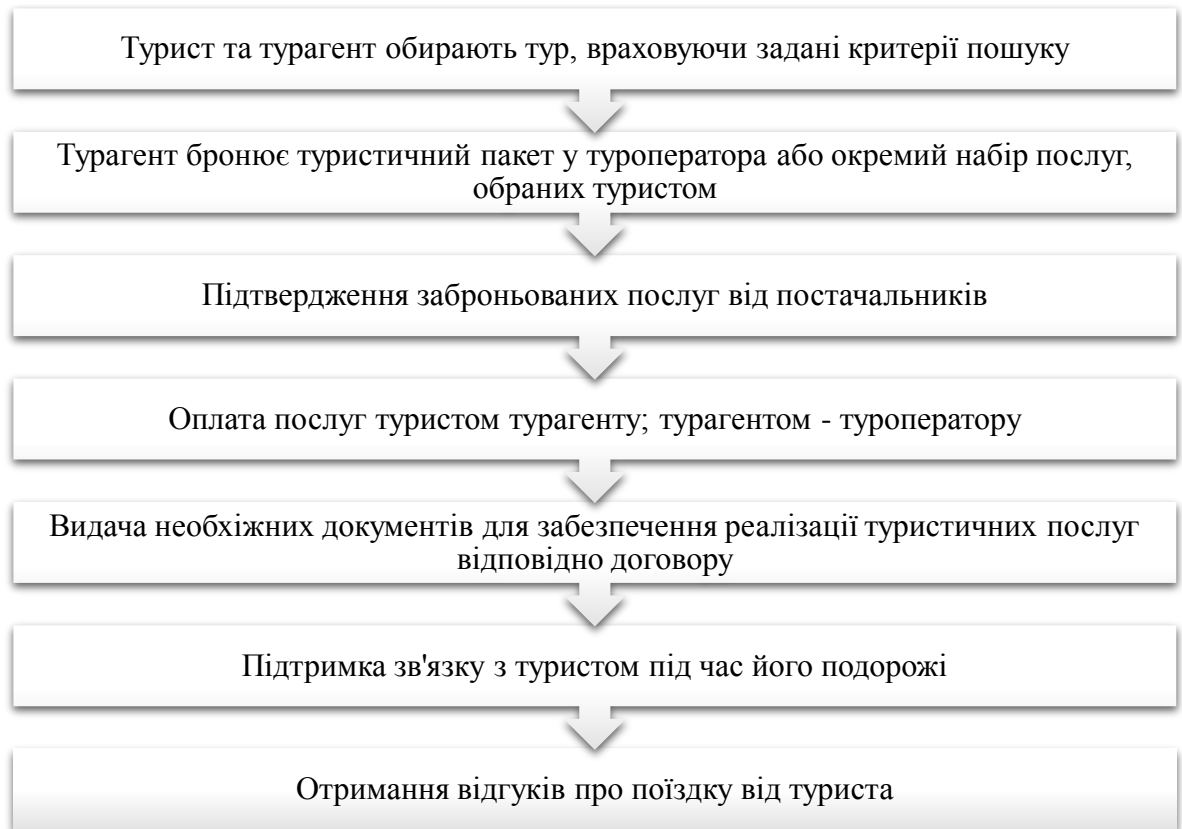 Турист та турагент обирають тур, враховуючи задані критерії пошуку
Турагент бронює туристичний пакет у туроператора або окремий набір послуг,
обраних туристом
Підтвердження заброньованих послуг від постачальників
Оплата послуг туристом турагенту; турагентом - туроператору
Видача необхіжних документів для забезпечення реалізації туристичних послуг
відповідно договору
Підтримка зв'язку з туристом під час його подорожі
Отримання відгуків про поїздку від туриста